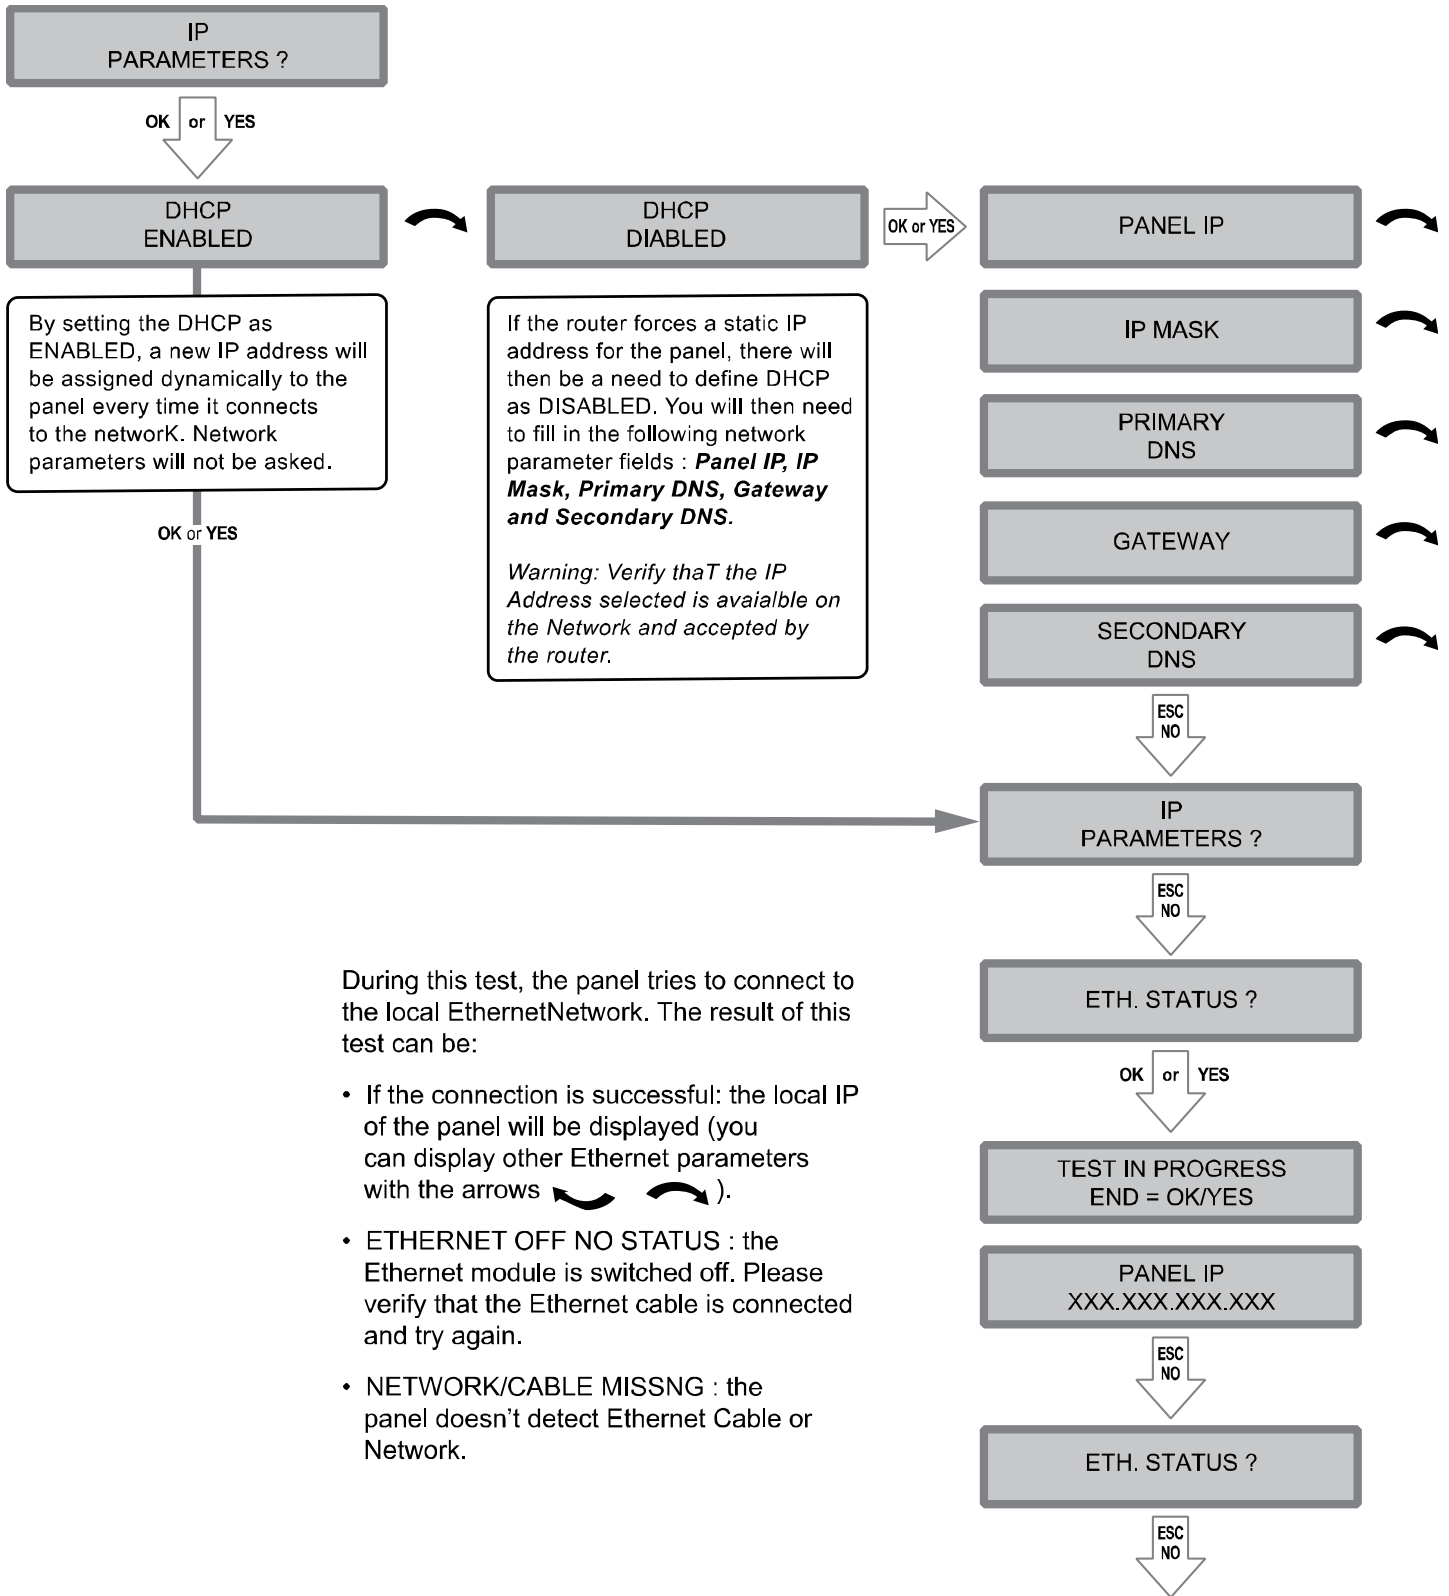 IP
PARAMETERS ?
OK or YES
DHCP
ENABLED
DHCP
DIABLED
OK or YES
PANEL IP
By setting the DHCP as
ENABLED, a new IP address will
be assigned dynamically to the
panel every time it connects
to the networK. Network
parameters will not be asked.
OK or YES
If the router forces a static IP
address for the panel, there will
then be a need to define DHCP
as DISABLED. You will then need
to fill in the following network
parameter fields : Panel IP, IP
Mask, Primary DNS, Gateway
and Secondary DNS.
Warning: Verify thaT the IP
Address selected is avaialble on
the Network and accepted by
the router.
IP MASK
PRIMARY
DNS
GATEWAY
SECONDARY
DNS
ESC
NO
IP
PARAMETERS ?
ESC
NO
ETH. STATUS ?
OK or YES
TEST IN PROGRESS
END = OK/YES
PANEL IP
XXX.XXX.XXX.XXX
ESC
NO
ETH. STATUS ?
ESC
NO
During this test, the panel tries to connect to
the local EthernetNetwork. The result of this
test can be:
• If the connection is successful: the local IP
of the panel will be displayed (you
can display other Ethernet parameters
with the arrows ).
• ETHERNET OFF NO STATUS : the
Ethernet module is switched off. Please
verify that the Ethernet cable is connected
and try again.
• NETWORK/CABLE MISSNG : the
panel doesn't detect Ethernet Cable or
Network.